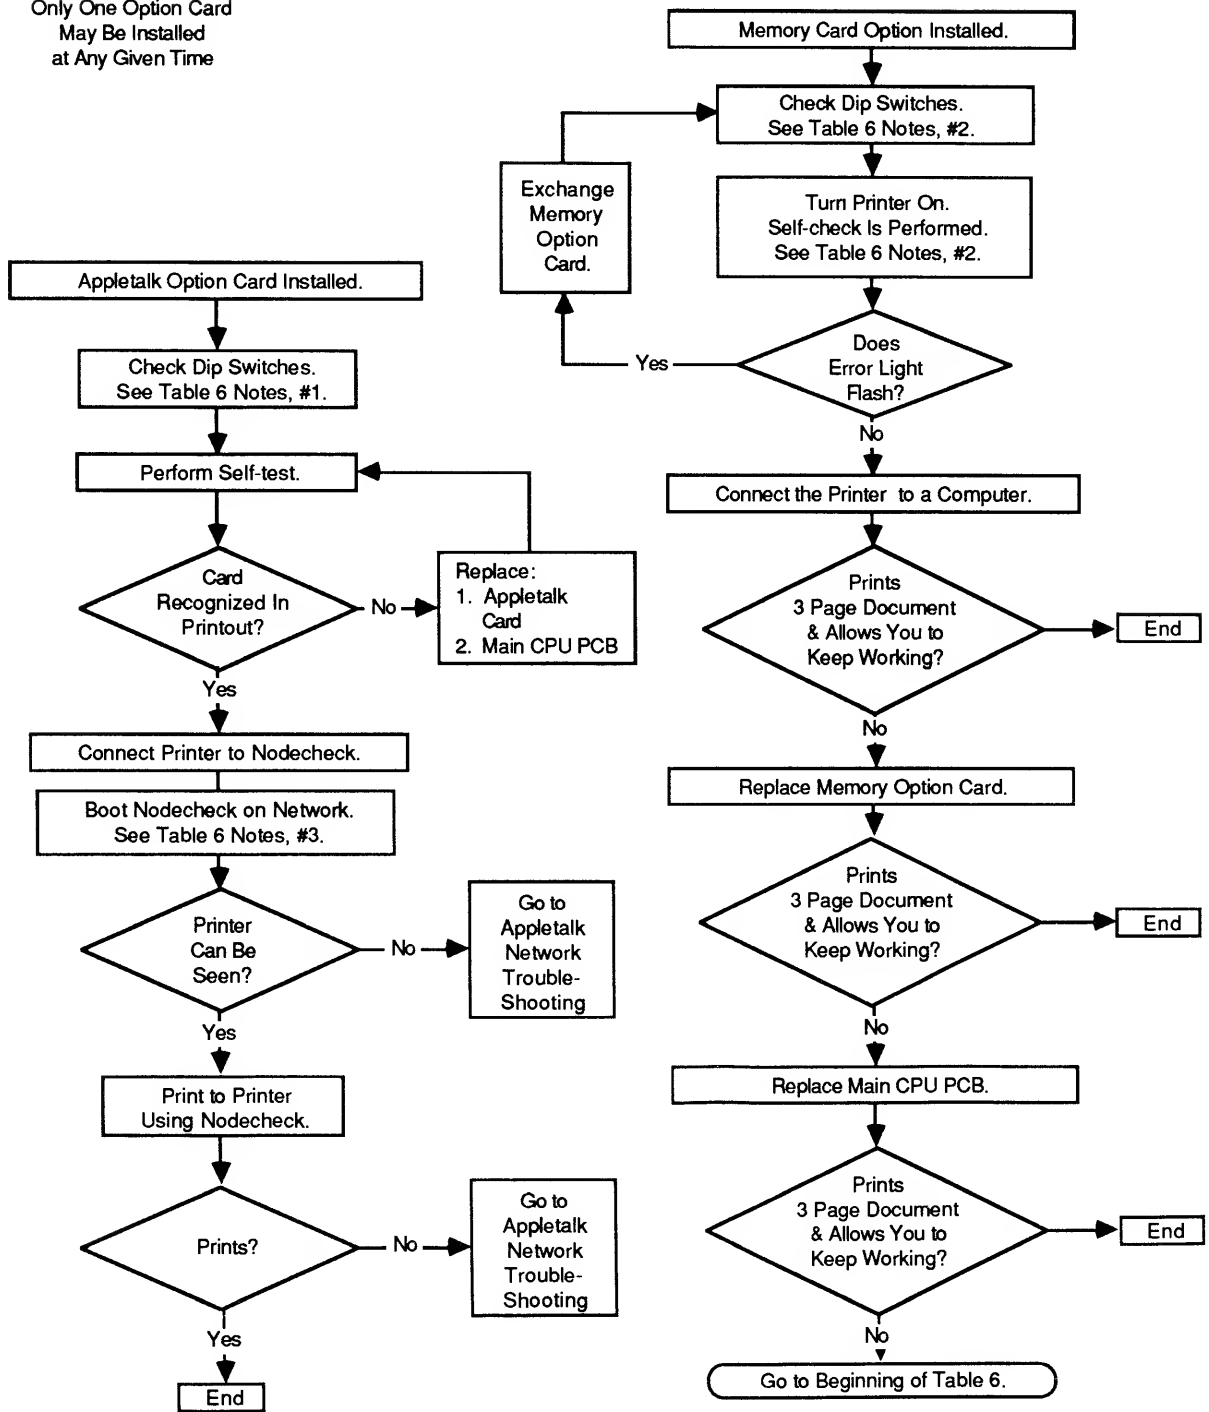 Only One Option Card
May Be Installed
at Any Given Time
Appletalk Option Card Installed.
Check Dip Switches.
See Table 6 Notes, #1.
Perform Self-test.
Card
Recognized In
Printout?
No
Replace:
1. Appletalk
Card
2. Main CPU PCB
Yes
Connect Printer to Nodecheck.
Boot Nodecheck on Network.
See Table 6 Notes, #3.
Printer
Can Be
Seen?
No
Go to
Appletalk
Network
Trouble-
Shooting
Yes
Print to Printer
Using Nodecheck.
Prints?
No
Go to
Appletalk
Network
Trouble-
Shooting
Yes
End
Memory Card Option Installed.
Check Dip Switches.
See Table 6 Notes, #2.
Turn Printer On.
Self-check Is Performed.
See Table 6 Notes, #2.
Exchange
Memory
Option
Card.
Does
Error Light
Flash?
Yes
No
Connect the Printer to a Computer.
Prints
3 Page Document
& Allows You to
Keep Working?
End
No
Replace Memory Option Card.
Prints
3 Page Document
& Allows You to
Keep Working?
End
No
Replace Main CPU PCB.
Prints
3 Page Document
& Allows You to
Keep Working?
End
No
Go to Beginning of Table 6.